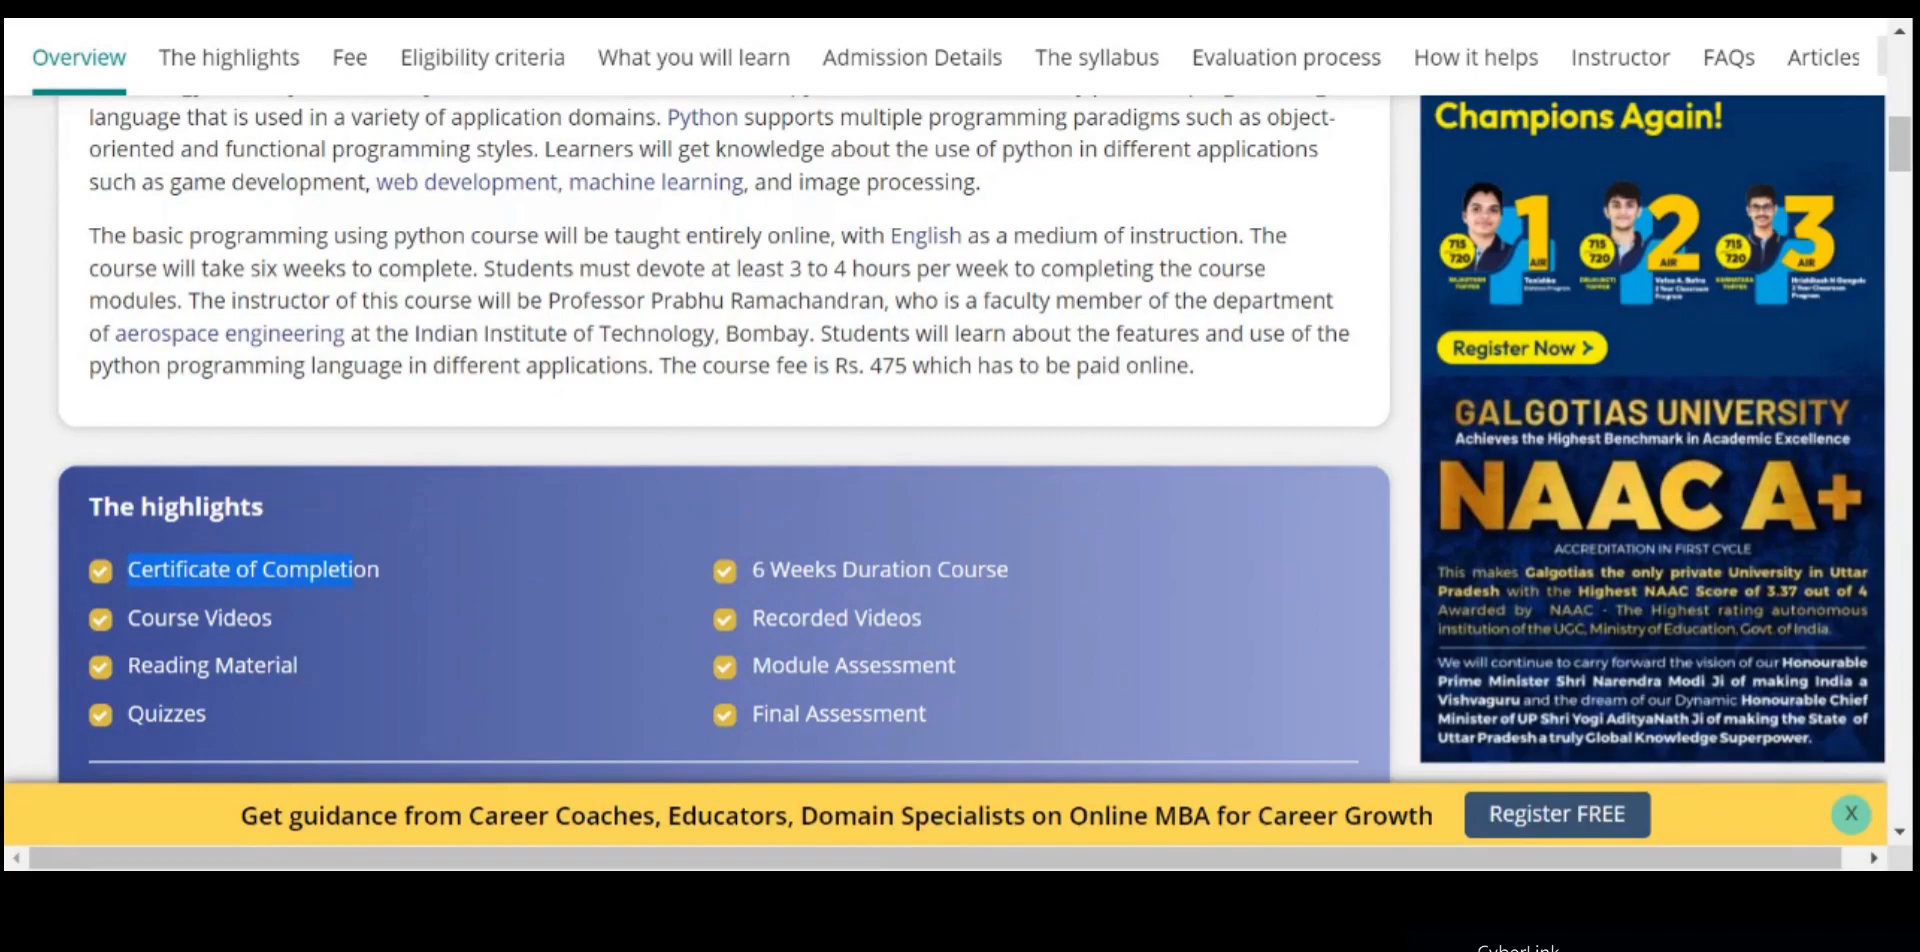 Overview The highlights Fee Eligibility criteria What you will learn Admission Details The syllabus Evaluation process How it helps Instructor FAQs Articles
language that is used in a variety of application domains. Python supports multiple programming paradigms such as object-
oriented and functional programming styles. Learners will get knowledge about the use of python in different applications
such as game development, web development, machine learning, and image processing.
The basic programming using python course will be taught entirely online, with English as a medium of instruction. The
course will take six weeks to complete. Students must devote at least 3 to 4 hours per week to completing the course
modules. The instructor of this course will be Professor Prabhu Ramachandran, who is a faculty member of the department
of aerospace engineering at the Indian Institute of Technology, Bombay. Students will learn about the features and use of the
python programming language in different applications. The course fee is Rs. 475 which has to be paid online.
The highlights
Certificate of Completion
6 Weeks Duration Course
Course Videos
Recorded Videos
Reading Material
Module Assessment
Quizzes
Final Assessment
Champions Again!
1 2 3
715 715 715
720 720 720
AIR AIR AIR
Register Now >
GALGOTIAS UNIVERSITY
Achieves the Highest Benchmark in Academic Excellence
NAAC A+
ACCREDITATION IN FIRST CYCLE
This makes Galgotias the only private University in Uttar
Pradesh with the Highest NAAC Score of 3.37 out of 4
Awarded by NAAC - The Highest rating autonomous
institution of the UGC, Ministry of Education, Govt. of India.
We will continue to carry forward the vision of our Honourable
Prime Minister Shri Narendra Modi Ji of making India a
Vishvaguru and the dream of our Dynamic Honourable Chief
Minister of UP Shri Yogi AdityaNath Ji of making the State of
Uttar Pradesh a truly Global Knowledge Superpower.
Get guidance from Career Coaches, Educators, Domain Specialists on Online MBA for Career Growth
Register FREE
X
CyberLink